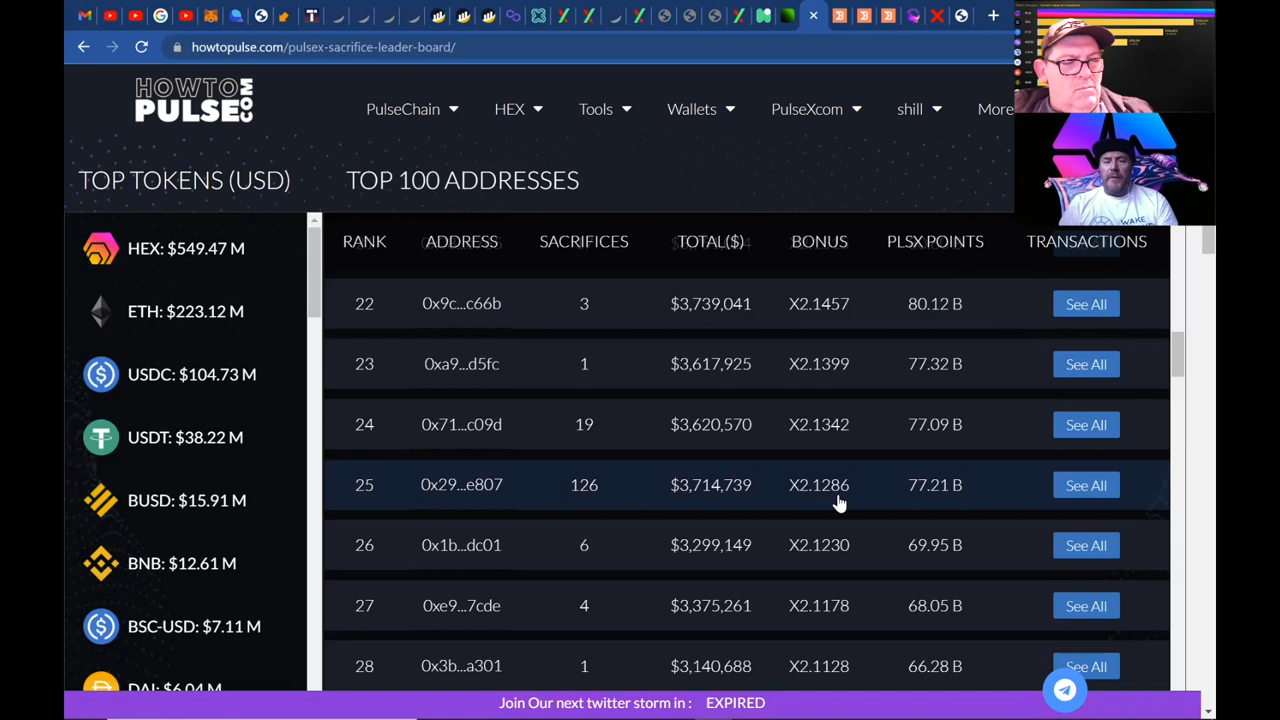 howtopulse.com/pulsex-sacrifice-leader-board/
HOWTO
PULSE.COM
PulseChain HEX Tools Wallets PulseXcom shill More
TOP TOKENS (USD)
TOP 100 ADDRESSES
HEX: $549.47 M
ETH: $223.12 M
USDC: $104.73 M
USDT: $38.22 M
BUSD: $15.91 M
BNB: $12.61 M
BSC-USD: $7.11 M
DAI: $6.04 M
RANK ADDRESS SACRIFICES TOTAL($) BONUS PLSX POINTS TRANSACTIONS
22 0x9c...c66b 3 $3,739,041 X2.1457 80.12 B See All
23 0xa9...d5fc 1 $3,617,925 X2.1399 77.32 B See All
24 0x71...c09d 19 $3,620,570 X2.1342 77.09 B See All
25 0x29...e807 126 $3,714,739 X2.1286 77.21 B See All
26 0x1b...dc01 6 $3,299,149 X2.1230 69.95 B See All
27 0xe9...7cde 4 $3,375,261 X2.1178 68.05 B See All
28 0x3b...a301 1 $3,140,688 X2.1128 66.28 B See All
Join Our next twitter storm in : EXPIRED
WAKE